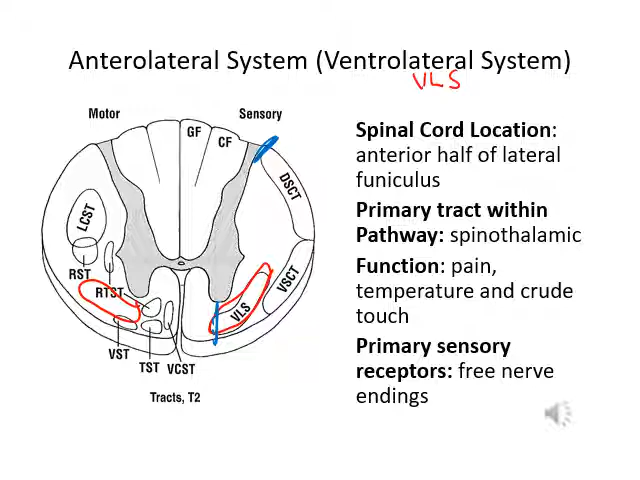 Anterolateral System (Ventrolateral System)
VLS
Motor
Sensory
GF
CF
DSCT
LCST
RST
RTST
VLS
VSCT
VST
TST
VCST
Tracts, T2
Spinal Cord Location:
anterior half of lateral
funiculus
Primary tract within
Pathway: spinothalamic
Function: pain,
temperature and crude
touch
Primary sensory
receptors: free nerve
endings